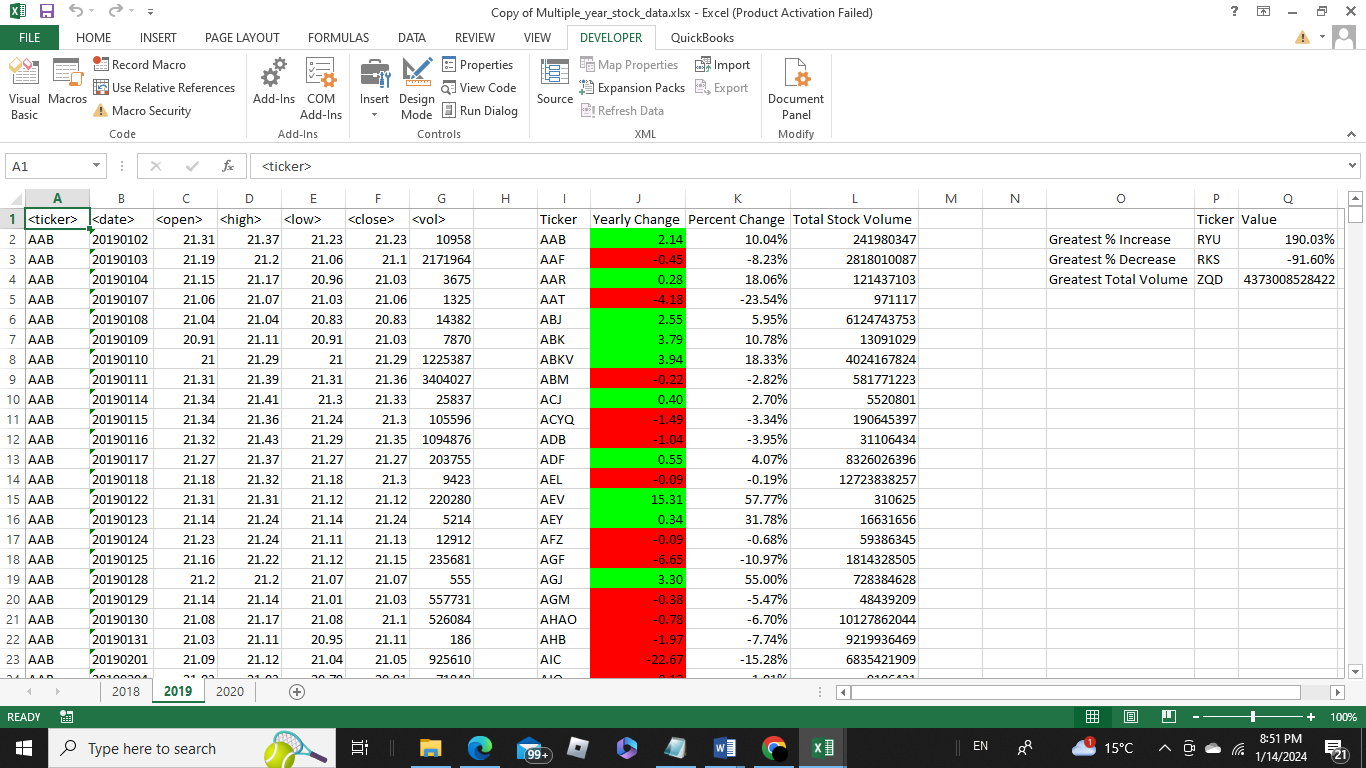 Copy of Multiple_year_stock_data.xlsx - Excel (Product Activation Failed)
FILE HOME INSERT PAGE LAYOUT FORMULAS DATA REVIEW VIEW DEVELOPER QuickBooks
Visual Basic
Macros
Record Macro
Use Relative References
Macro Security
Code
Add-Ins
COM Add-Ins
Add-Ins
Insert
Design Mode
Properties
View Code
Run Dialog
Controls
Source
Map Properties
Expansion Packs
Refresh Data
Import
Export
XML
Document Panel
Modify
A1 fx <ticker>
A B C D E F G H I J K L M N O P Q
1 <ticker> <date> <open> <high> <low> <close> <vol> Ticker Yearly Change Percent Change Total Stock Volume Ticker Value
2 AAB 20190102 21.31 21.37 21.23 21.23 10958 AAB 2.14 10.04% 241980347 Greatest % Increase RYU 190.03%
3 AAB 20190103 21.19 21.2 21.06 21.1 2171964 AAF -0.45 -8.23% 2818010087 Greatest % Decrease RKS -91.60%
4 AAB 20190104 21.15 21.17 20.96 21.03 3675 AAR 0.28 18.06% 121437103 Greatest Total Volume ZQD 4373008528422
5 AAB 20190107 21.06 21.07 21.03 21.06 1325 AAT -4.18 -23.54% 971117
6 AAB 20190108 21.04 21.04 20.83 20.83 14382 ABJ 2.55 5.95% 6124743753
7 AAB 20190109 20.91 21.11 20.91 21.03 7870 ABK 3.79 10.78% 13091029
8 AAB 20190110 21 21.29 21 21.29 1225387 ABKV 3.94 18.33% 4024167824
9 AAB 20190111 21.31 21.39 21.31 21.36 3404027 ABM -0.22 -2.82% 581771223
10 AAB 20190114 21.34 21.41 21.3 21.33 25837 ACJ 0.40 2.70% 5520801
11 AAB 20190115 21.34 21.36 21.24 21.3 105596 ACYQ -1.49 -3.34% 190645397
12 AAB 20190116 21.32 21.43 21.29 21.35 1094876 ADB -1.04 -3.95% 31106434
13 AAB 20190117 21.27 21.37 21.27 21.27 203755 ADF 0.55 4.07% 8326026396
14 AAB 20190118 21.18 21.32 21.18 21.3 9423 AEL -0.09 -0.19% 12723838257
15 AAB 20190122 21.31 21.31 21.12 21.12 220280 AEV 15.31 57.77% 310625
16 AAB 20190123 21.14 21.24 21.14 21.24 5214 AEY 0.34 31.78% 16631656
17 AAB 20190124 21.23 21.24 21.11 21.13 12912 AFZ -0.09 -0.68% 59386345
18 AAB 20190125 21.16 21.22 21.12 21.15 235681 AGF -6.65 -10.97% 1814328505
19 AAB 20190128 21.2 21.2 21.07 21.07 555 AGJ 3.30 55.00% 728384628
20 AAB 20190129 21.14 21.14 21.01 21.03 557731 AGM -0.38 -5.47% 48439209
21 AAB 20190130 21.08 21.17 21.08 21.1 526084 AHAO -0.78 -6.70% 10127862044
22 AAB 20190131 21.03 21.11 20.95 21.11 186 AHB -1.97 -7.74% 9219936469
23 AAB 20190201 21.09 21.12 21.04 21.05 925610 AIC -22.67 -15.28% 6835421909
2018 2019 2020
READY 100%
Type here to search 99+ EN 1 15°C 8:51 PM
1/14/2024 21